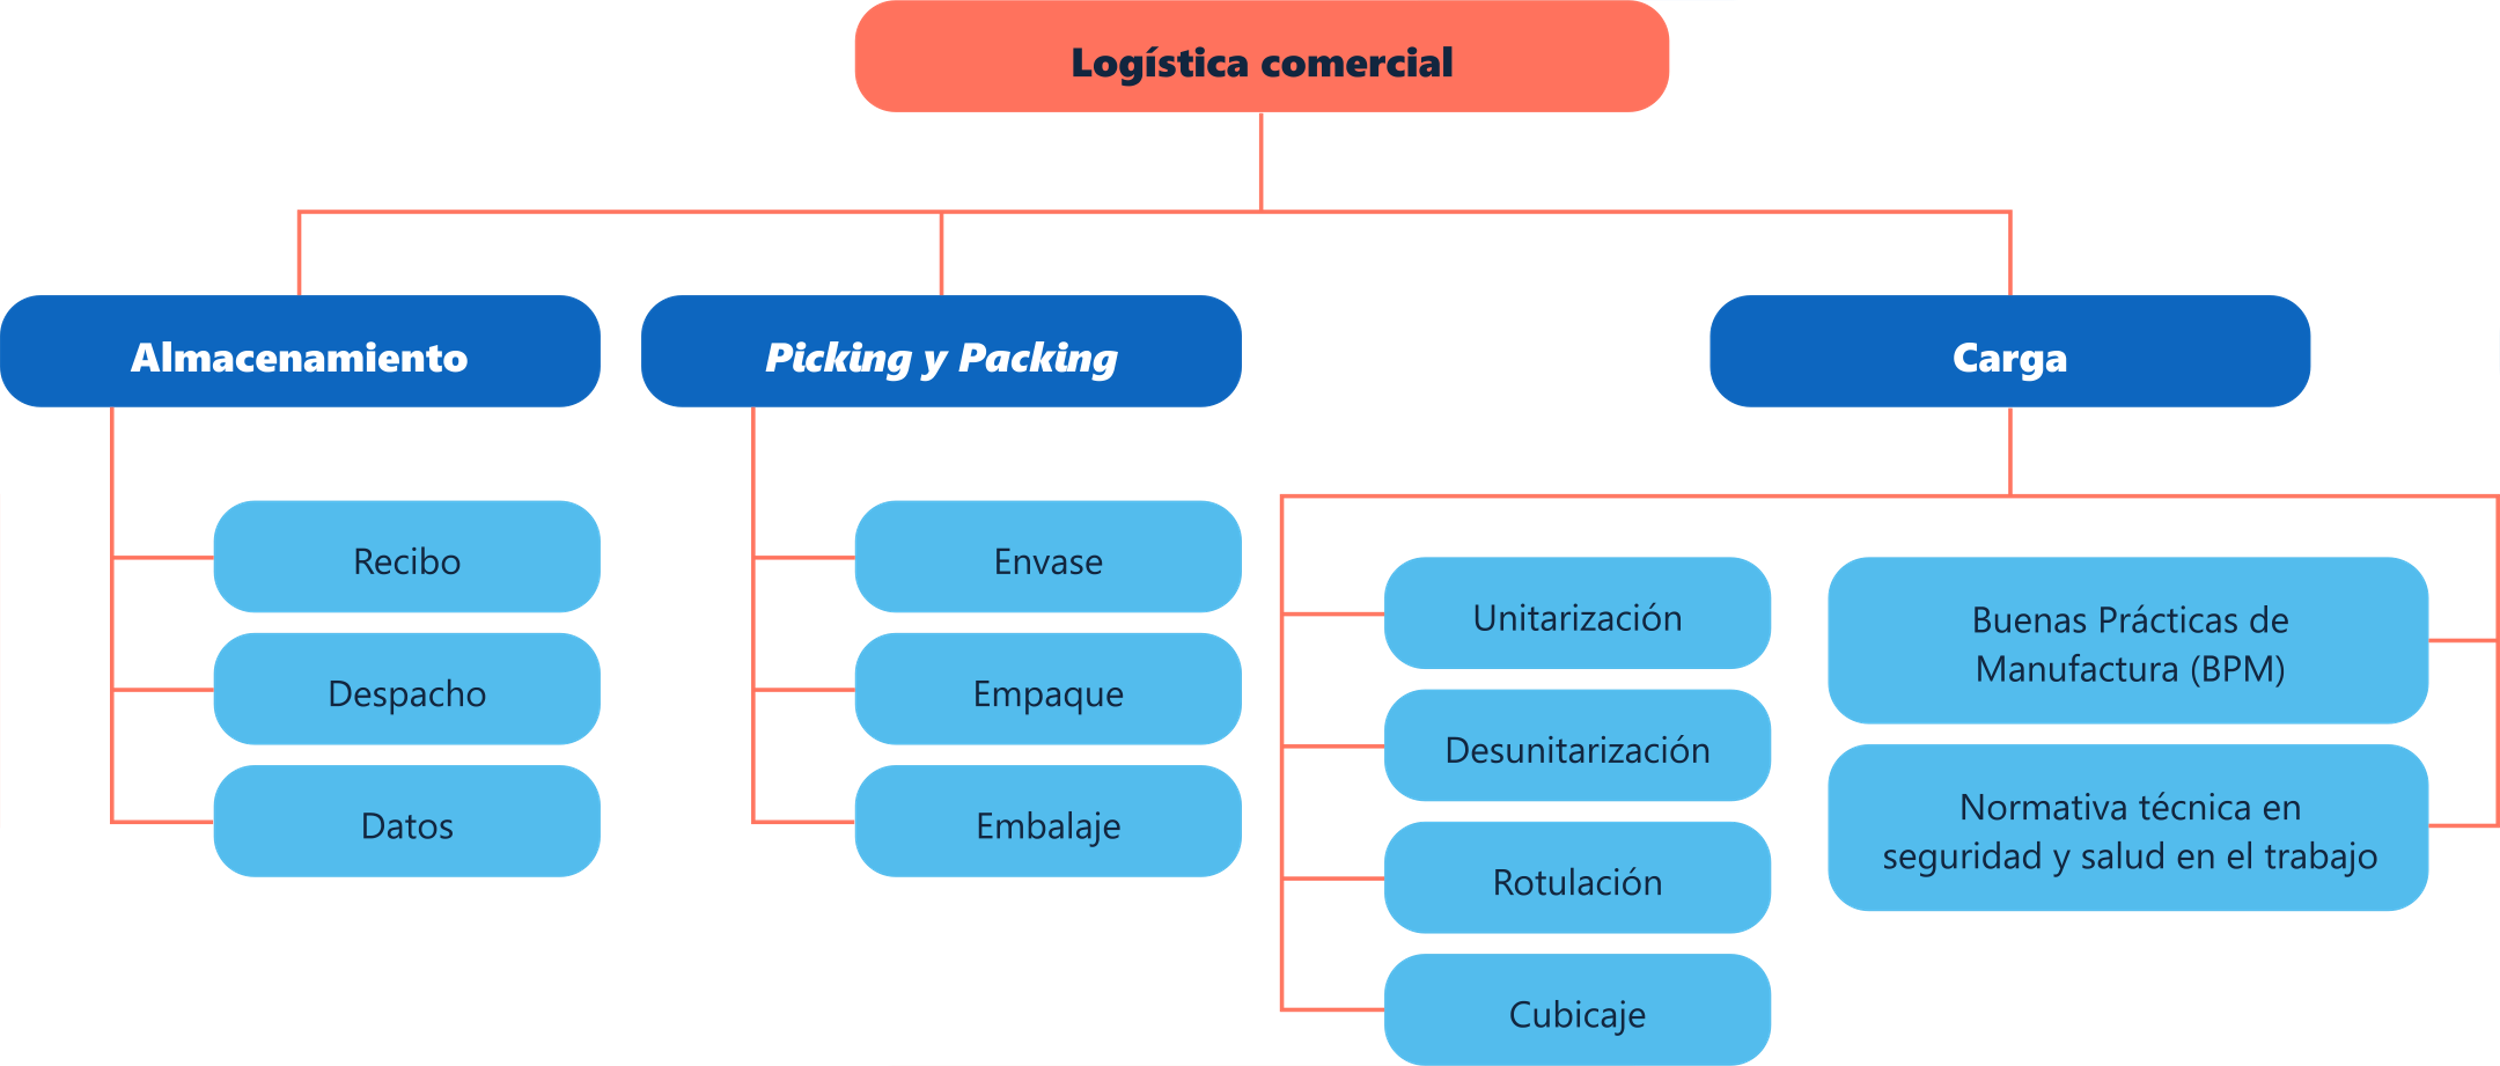 Logística comercial
Almacenamiento
Picking y Packing
Carga
Recibo
Despacho
Datos
Envase
Empaque
Embalaje
Unitarización
Desunitarización
Rotulación
Cubicaje
Buenas Prácticas de
Manufactura (BPM)
Normativa técnica en
seguridad y salud en el trabajo